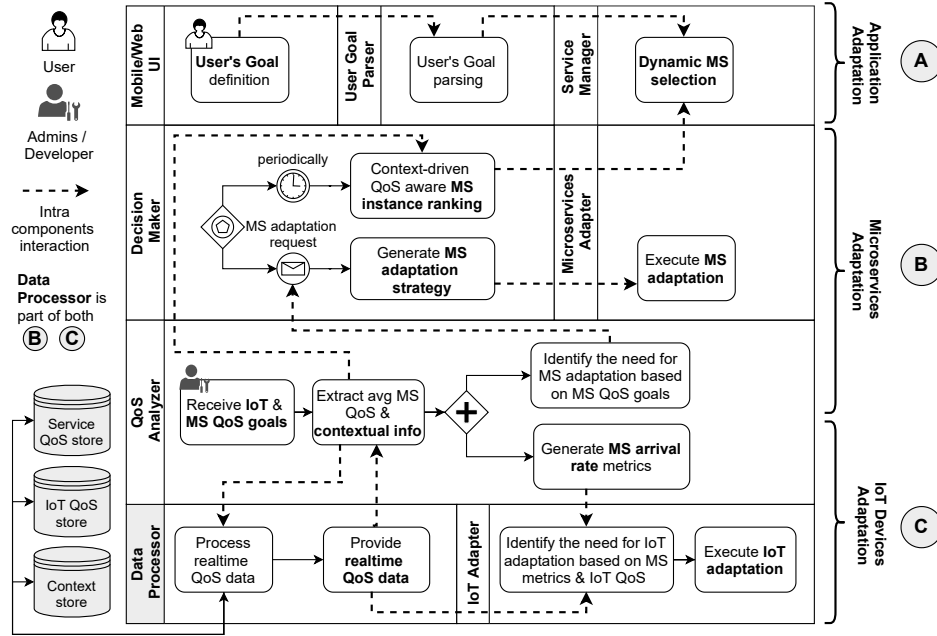 User
Admins /
Developer
Intra
components
interaction
Data
Processor is
part of both
B C
Service
QoS store
IoT QoS
store
Context
store
Mobile/Web
UI
User's Goal
definition
User Goal
Parser
User's Goal
parsing
Service
Manager
Dynamic MS
selection
Application
Adaptation
A
Decision
Maker
periodically
MS adaptation
request
Context-driven
QoS aware MS
instance ranking
Generate MS
adaptation
strategy
Microservices
Adapter
Execute MS
adaptation
Microservices
Adaptation
B
QoS
Analyzer
Receive IoT &
MS QoS goals
Extract avg MS
QoS &
contextual info
Identify the need for
MS adaptation based
on MS QoS goals
Generate MS arrival
rate metrics
Data
Processor
Process
realtime
QoS data
Provide
realtime
QoS data
IoT Adapter
Identify the need for IoT
adaptation based on MS
metrics & IoT QoS
Execute IoT
adaptation
IoT Devices
Adaptation
C